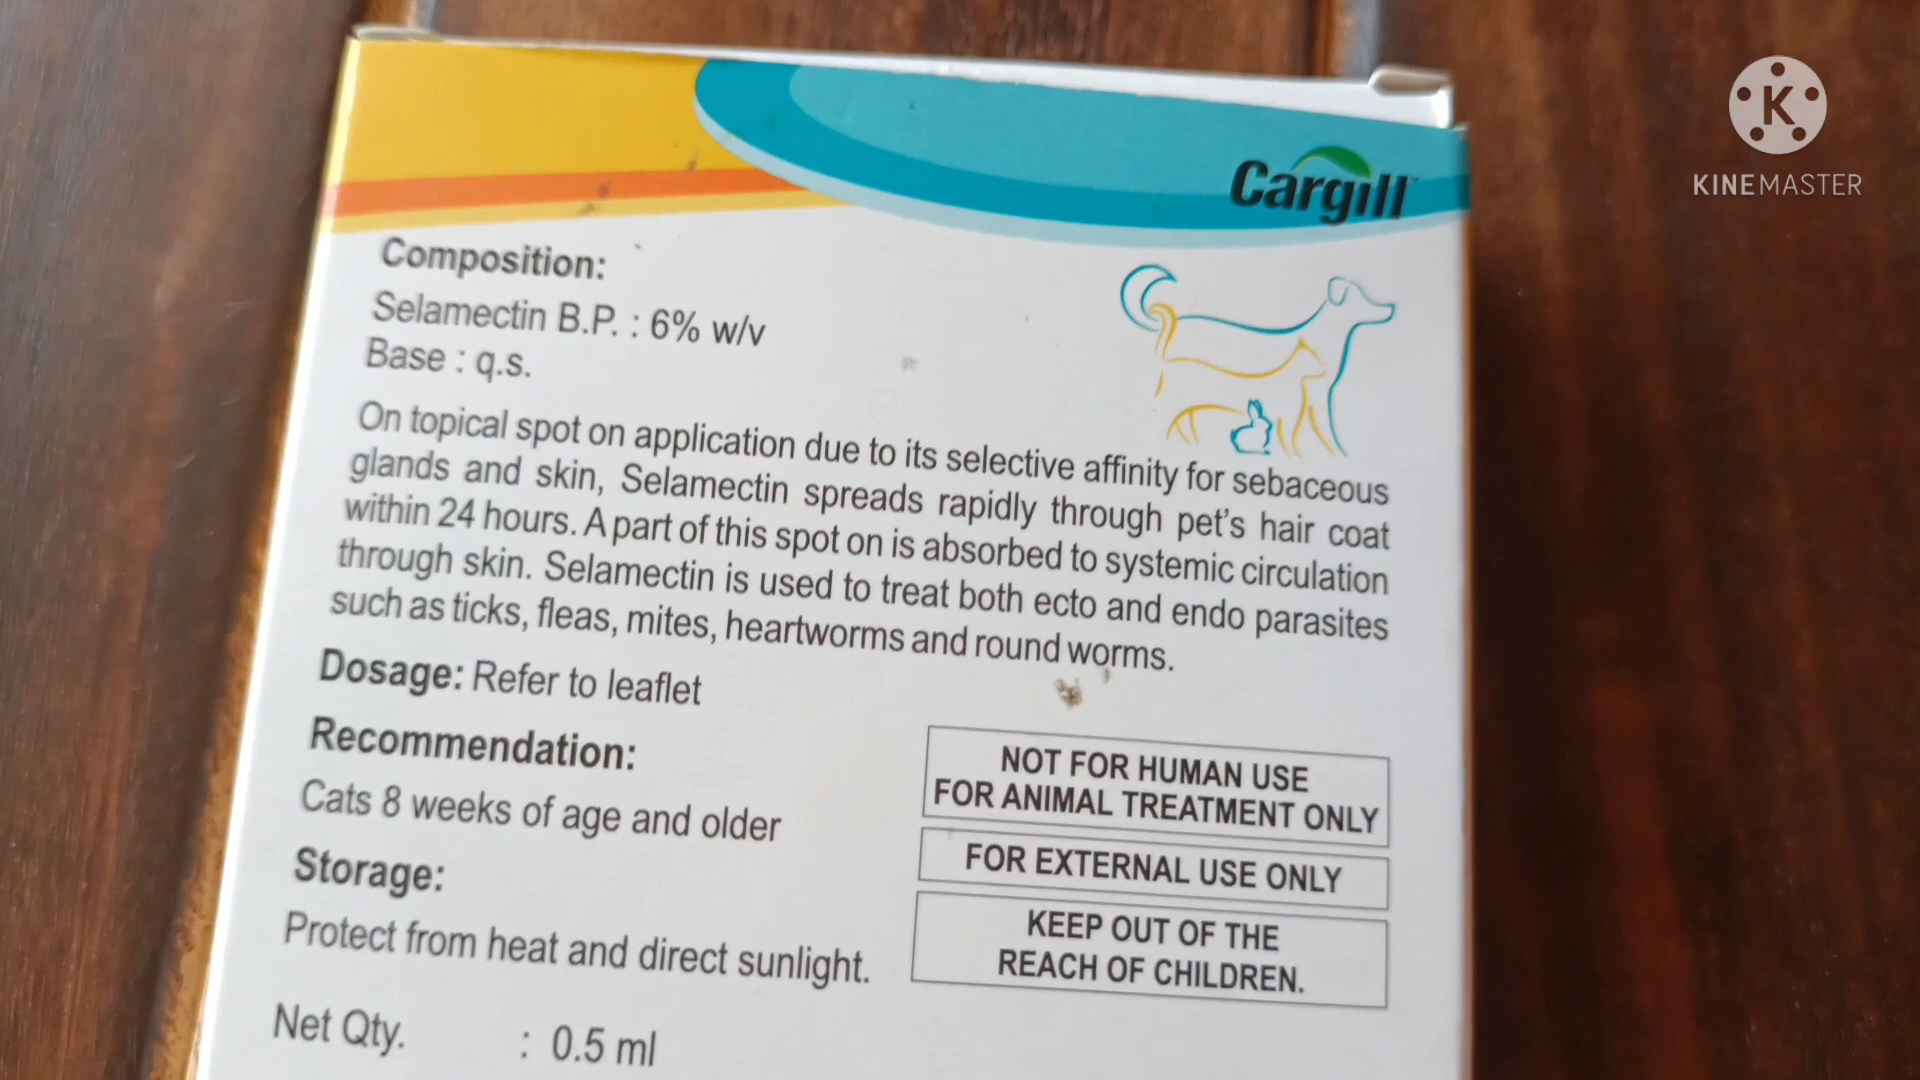 Cargill™
K
KINEMASTER
Composition:
Selamectin B.P. : 6% w/v
Base : q.s.
On topical spot on application due to its selective affinity for sebaceous
glands and skin, Selamectin spreads rapidly through pet's hair coat
within 24 hours. A part of this spot on is absorbed to systemic circulation
through skin. Selamectin is used to treat both ecto and endo parasites
such as ticks, fleas, mites, heartworms and round worms.
Dosage: Refer to leaflet
Recommendation:
Cats 8 weeks of age and older
Storage:
Protect from heat and direct sunlight.
Net Qty. : 0.5 ml
NOT FOR HUMAN USE
FOR ANIMAL TREATMENT ONLY
FOR EXTERNAL USE ONLY
KEEP OUT OF THE
REACH OF CHILDREN.